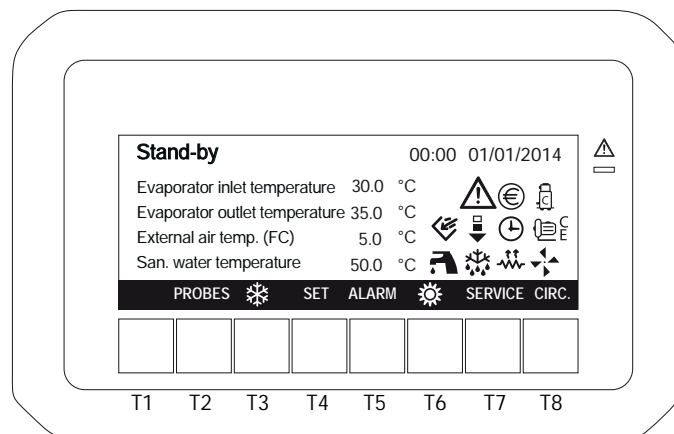 Stand-by 00:00 01/01/2014
Evaporator inlet temperature 30.0 °C
Evaporator outlet temperature 35.0 °C
External air temp. (FC) 5.0 °C
San. water temperature 50.0 °C
C
€
C
E
PROBES SET ALARM SERVICE CIRC.
T1 T2 T3 T4 T5 T6 T7 T8